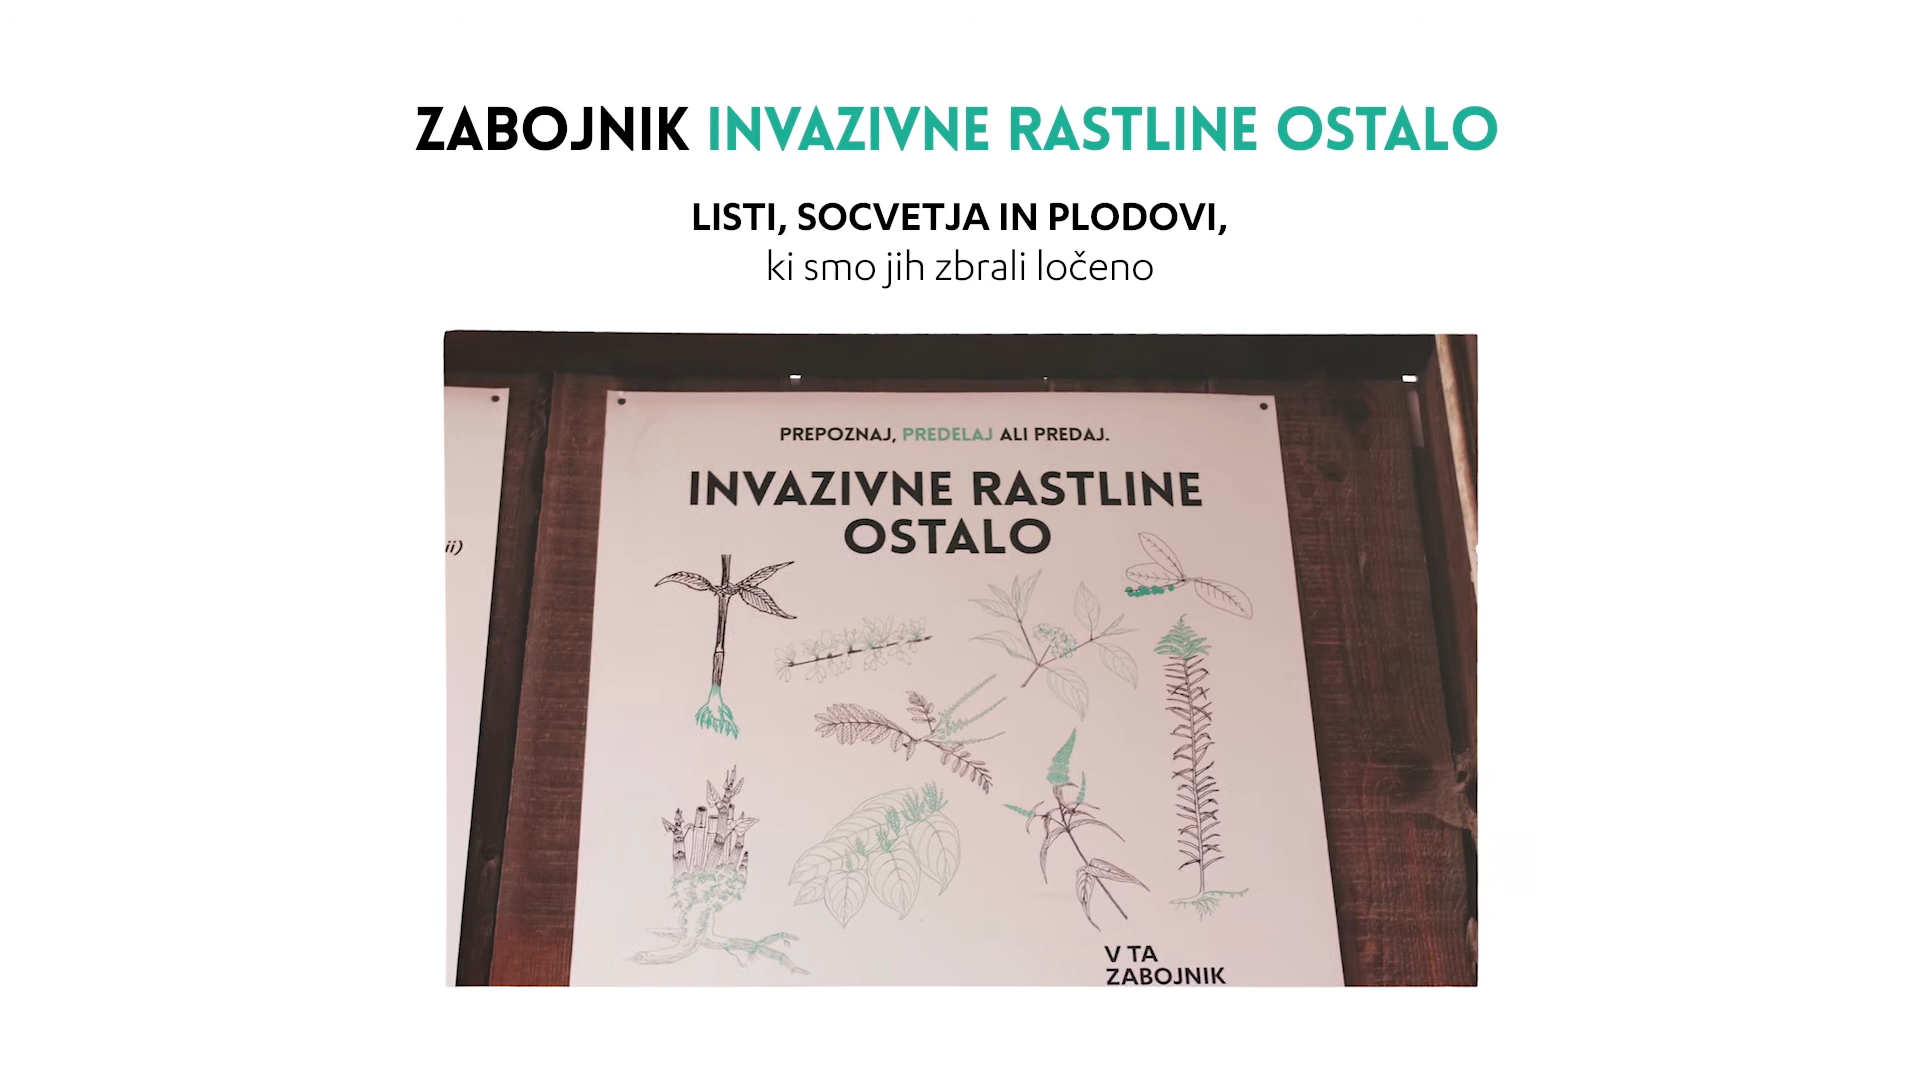 ZABOJNIK INVAZIVNE RASTLINE OSTALO
LISTI, SOCVETJA IN PLODOVI,
ki smo jih zbrali ločeno
ii)
PREPOZNAJ, PREDELAJ ALI PREDAJ.
INVAZIVNE RASTLINE
OSTALO
V TA
ZABOJNIK